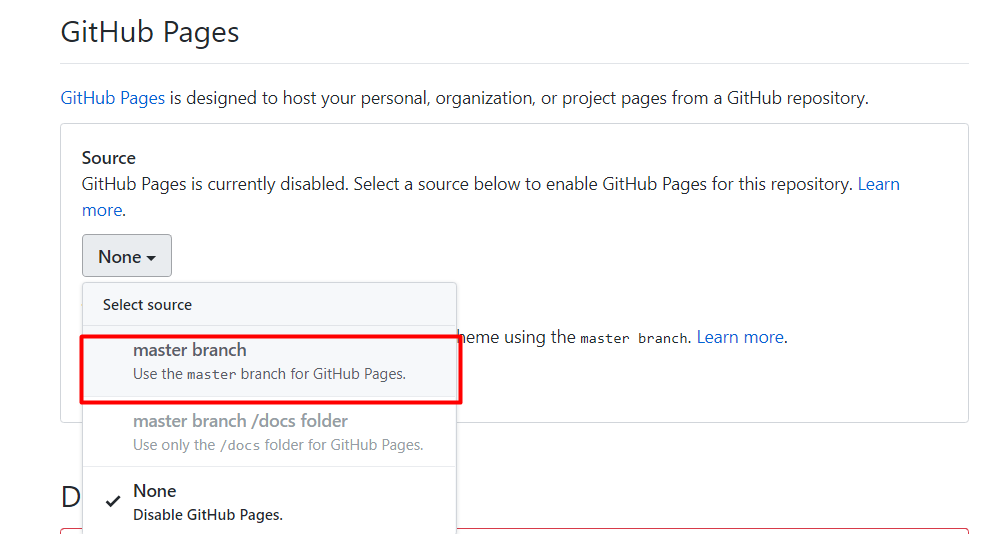 GitHub Pages
GitHub Pages is designed to host your personal, organization, or project pages from a GitHub repository.
Source
GitHub Pages is currently disabled. Select a source below to enable GitHub Pages for this repository. Learn
more.
None
Select source
heme using the master branch. Learn more.
master branch
Use the master branch for GitHub Pages.
master branch /docs folder
Use only the /docs folder for GitHub Pages.
None
Disable GitHub Pages.
D